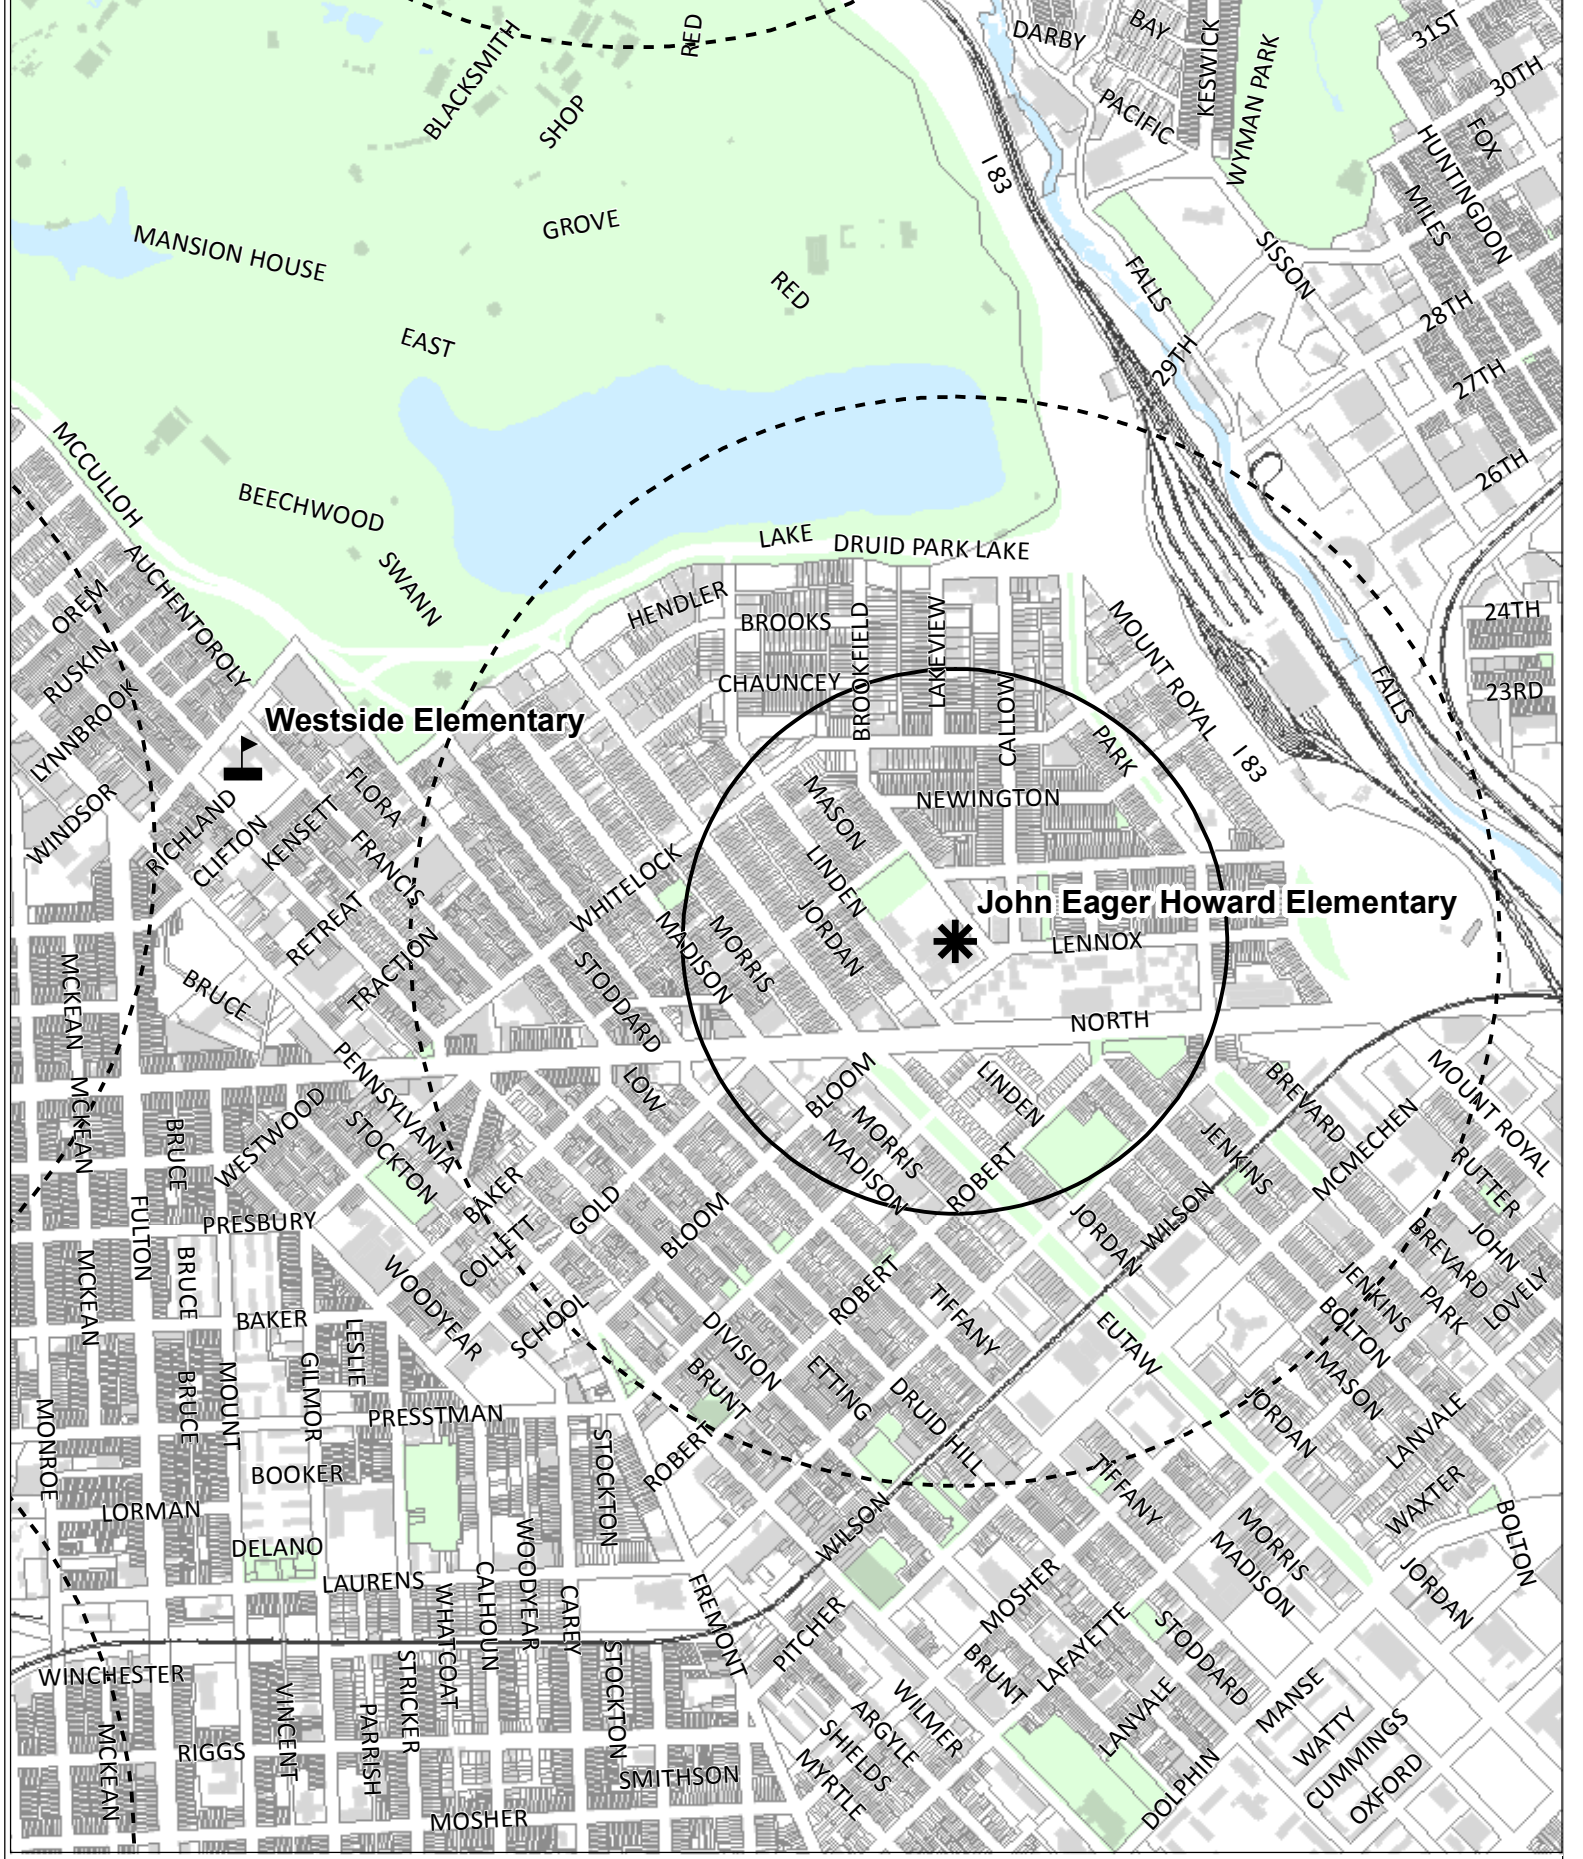 BLACKSMITH
SHOP
RED
DARBY
BAY
KESWICK
WYMAN PARK
31ST
30TH
PACIFIC
FOX
HUNTINGDON
MILES
I 83
MANSION HOUSE
GROVE
RED
FALLS
SISSON
28TH
EAST
29TH
27TH
26TH
MCCULLOH
BEECHWOOD
AUCHENTOROLY
SWANN
LAKE
DRUID PARK LAKE
OREM
HENDLER
BROOKS
BROOKFIELD
LAKEVIEW
MOUNT ROYAL
24TH
RUSKIN
CHAUNCEY
CALLOW
FALLS
23RD
LYNNBROOK
Westside Elementary
PARK
I 83
WINDSOR
FLORA
MASON
NEWINGTON
RICHLAND
CLIFTON
KENSETT
FRANCIS
WHITELOCK
LINDEN
John Eager Howard Elementary
RETREAT
TRACTION
MADISON
MORRIS
JORDAN
LENNOX
MCKEAN
BRUCE
STODDARD
NORTH
PENNSYLVANIA
LOW
BLOOM
LINDEN
BREVARD
MOUNT ROYAL
MCKEAN
BRUCE
WESTWOOD
STOCKTON
MORRIS
MADISON
ROBERT
JENKINS
MCMECHEN
RUTTER
FULTON
PRESBURY
BAKER
GOLD
BLOOM
JORDAN
WILSON
BREVARD
JOHN
MCKEAN
BRUCE
WOODYEAR
COLLETT
ROBERT
TIFFANY
JENKINS
PARK
LOVELY
BAKER
LESLIE
SCHOOL
DIVISION
EUTAW
BOLTON
MOUNT
GILMOR
BRUCE
BRUNT
ETTING
DRUID HILL
JORDAN
MASON
LANVALE
MONROE
PRESSTMAN
STOCKTON
ROBERT
BOOKER
TIFFANY
WAXTER
LORMAN
WILSON
MORRIS
BOLTON
DELANO
WOODYEAR
MADISON
LAURENS
WHATCOAT
CALHOUN
CAREY
FREMONT
PITCHER
MOSHER
JORDAN
LAFAYETTE
STODDARD
WINCHESTER
STRICKER
STOCKTON
BRUNT
VINCENT
PARRISH
WILMER
LANVALE
MANSE
MCKEAN
RIGGS
ARGYLE
SHIELDS
WATTY
CUMMINGS
SMITHSON
MYRTLE
DOLPHIN
OXFORD
MOSHER